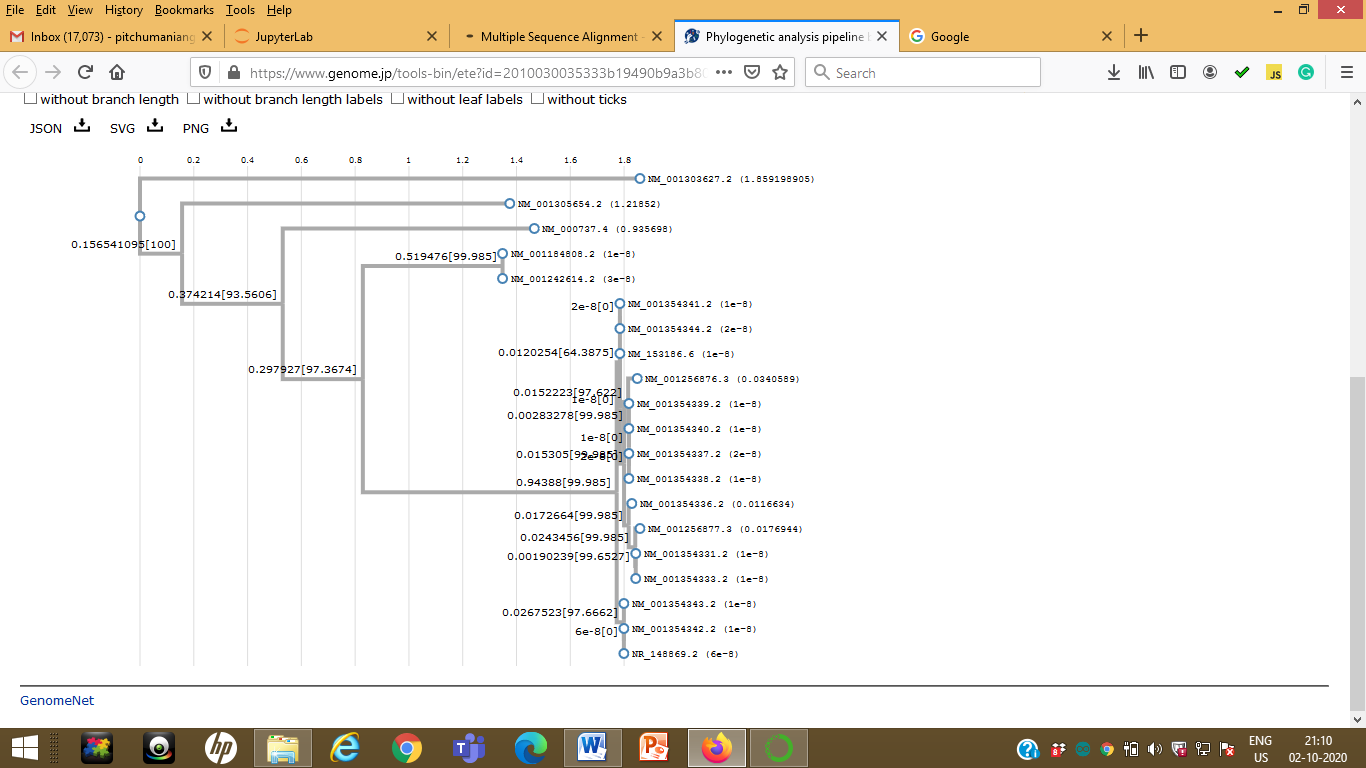 File Edit View History Bookmarks Tools Help
Inbox (17,073) - pitchumaniang
JupyterLab
Multiple Sequence Alignment -
Phylogenetic analysis pipeline b
Google
https://www.genome.jp/tools-bin/ete?id=2010030035333b19490b9a3b80
Search
without branch length without branch length labels without leaf labels without ticks
JSON SVG PNG
0 0.2 0.4 0.6 0.8 1 1.2 1.4 1.6 1.8
NM_001303627.2 (1.859198905)
NM_001305654.2 (1.21852)
NM_000737.4 (0.935698)
0.156541095[100]
0.519476[99.985] NM_001184808.2 (1e-8)
NM_001242614.2 (3e-8)
0.374214[93.5606]
2e-8[0] NM_001354341.2 (1e-8)
NM_001354344.2 (2e-8)
0.0120254[64.3875] NM_153186.6 (1e-8)
0.297927[97.3674]
NM_001256876.3 (0.0340589)
0.0152223[97.622]
1e-8[0] NM_001354339.2 (1e-8)
0.00283278[99.985]
NM_001354340.2 (1e-8)
1e-8[0]
0.015305[99.985] NM_001354337.2 (2e-8)
2e-8[0]
0.94388[99.985] NM_001354338.2 (1e-8)
NM_001354336.2 (0.0116634)
0.0172664[99.985]
NM_001256877.3 (0.0176944)
0.0243456[99.985]
0.00190239[99.6527] NM_001354331.2 (1e-8)
NM_001354333.2 (1e-8)
NM_001354343.2 (1e-8)
0.0267523[97.6662]
6e-8[0] NM_001354342.2 (1e-8)
NR_148869.2 (6e-8)
GenomeNet
ENG
US
21:10
02-10-2020